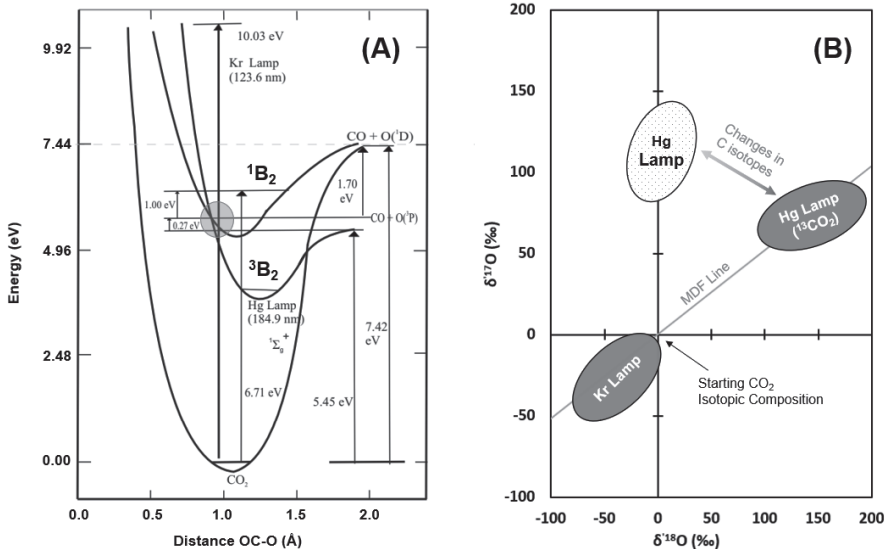 (A)
9.92
7.44
4.96
2.48
0.00
Energy (eV)
0.0
0.5
1.0
1.5
2.0
Distance OC-O (Å)
10.03 eV
Kr Lamp
(123.6 nm)
CO + O(¹D)
¹B₂
1.70
eV
1.00 eV
CO + O(³P)
0.27 eV
³B₂
Hg Lamp
(184.9 nm)
¹Σg⁺
7.42
eV
6.71 eV
5.45 eV
CO₂
(B)
200
150
100
50
0
-50
-100
δ'¹⁷O (‰)
-100
-50
0
50
100
150
200
δ'¹⁸O (‰)
Hg
Lamp
Changes in
C isotopes
Hg Lamp
(¹³CO₂)
MDF Line
Kr Lamp
Starting CO₂
Isotopic Composition